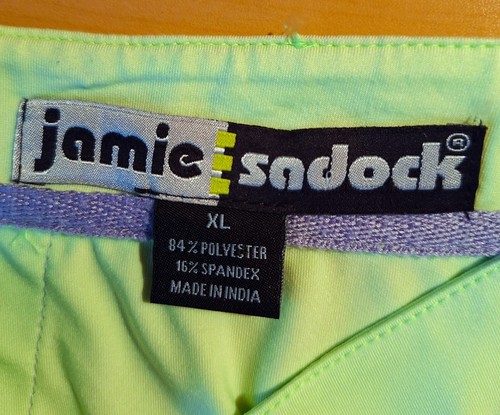 jamie sadock®
XL
84% POLYESTER
16% SPANDEX
MADE IN INDIA